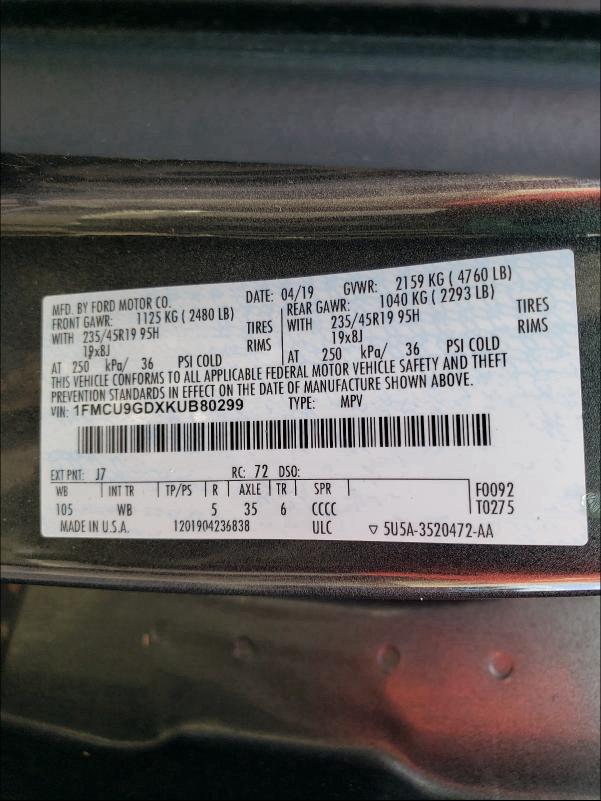 MFD. BY FORD MOTOR CO. DATE: 04/19 GVWR: 2159 KG ( 4760 LB)
FRONT GAWR: 1125 KG ( 2480 LB) REAR GAWR: 1040 KG ( 2293 LB)
WITH 235/45R19 95H TIRES WITH 235/45R19 95H TIRES
19x8J RIMS 19x8J RIMS
AT 250 kPa/ 36 PSI COLD AT 250 kPa/ 36 PSI COLD
THIS VEHICLE CONFORMS TO ALL APPLICABLE FEDERAL MOTOR VEHICLE SAFETY AND THEFT
PREVENTION STANDARDS IN EFFECT ON THE DATE OF MANUFACTURE SHOWN ABOVE.
VIN: 1FMCU9GDXKUB80299 TYPE: MPV
EXT PNT: J7 RC: 72 DSO:
WB INT TR TP/PS R AXLE TR SPR F0092
105 WB 5 35 6 CCCC T0275
MADE IN U.S.A. 1201904236838 ULC ▽ 5U5A-3520472-AA